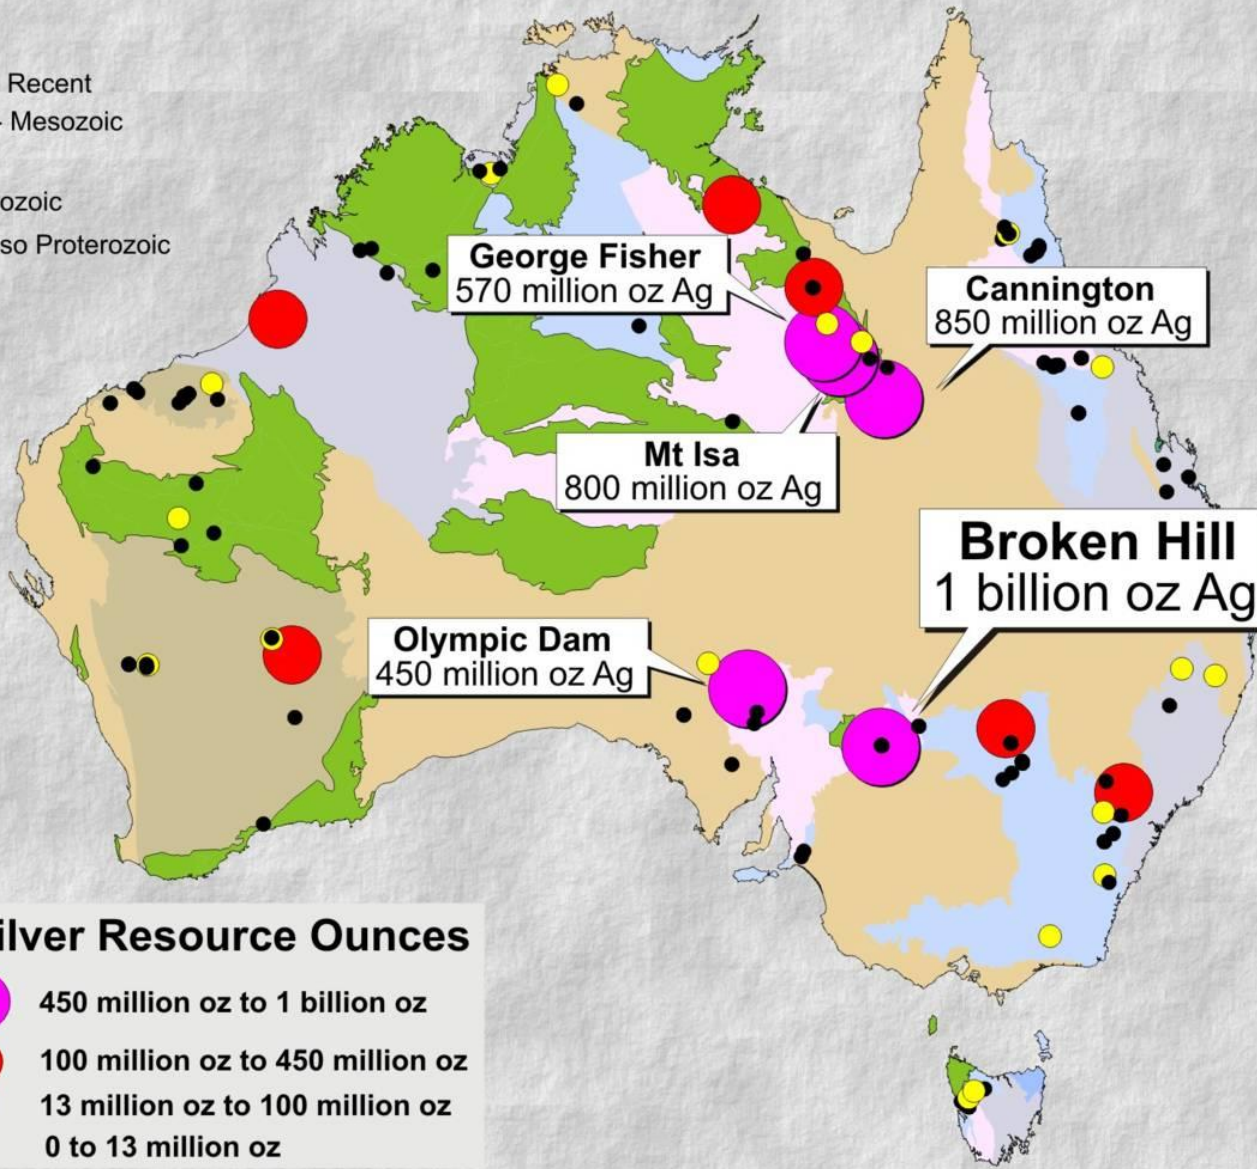 Recent
- Mesozoic
ozoic
so Proterozoic
George Fisher
570 million oz Ag
Cannington
850 million oz Ag
Mt Isa
800 million oz Ag
Broken Hill
1 billion oz Ag
Olympic Dam
450 million oz Ag
ilver Resource Ounces
450 million oz to 1 billion oz
100 million oz to 450 million oz
13 million oz to 100 million oz
0 to 13 million oz